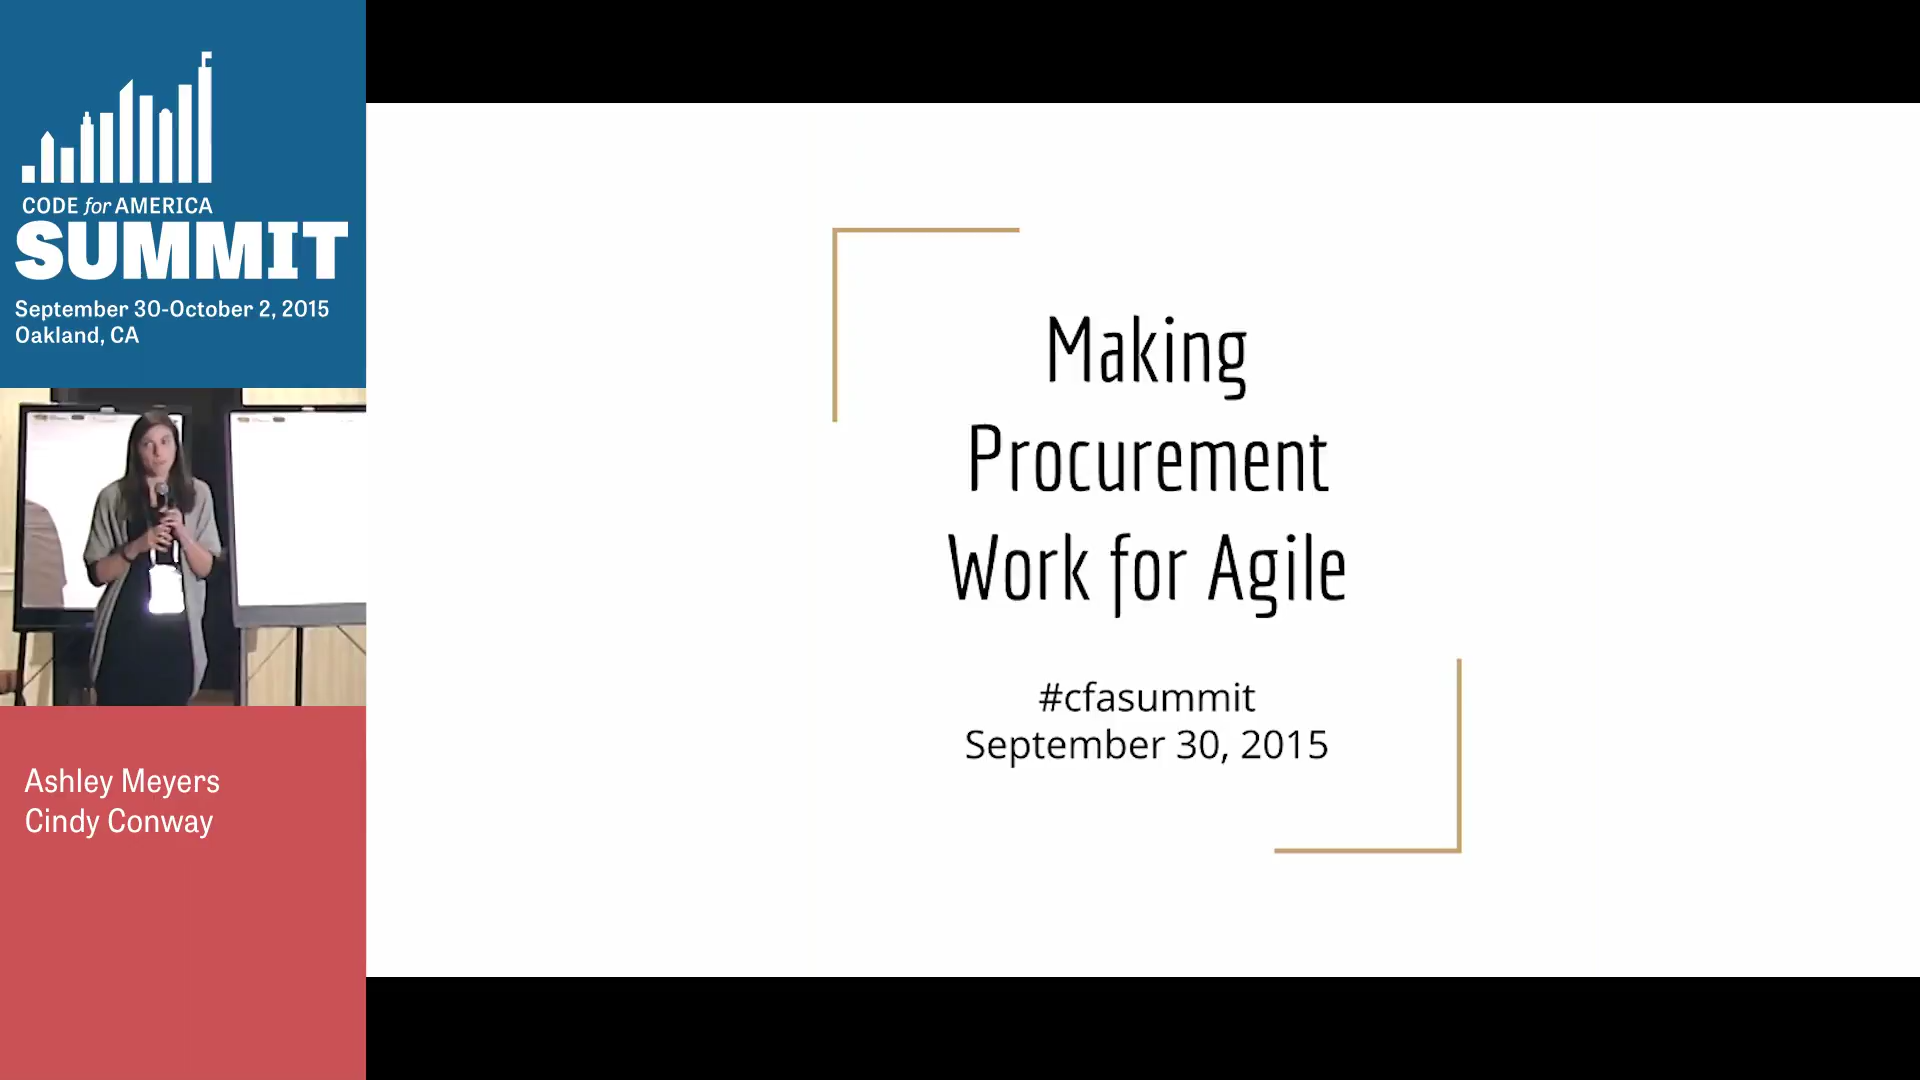 CODE for AMERICA
SUMMIT
September 30-October 2, 2015
Oakland, CA
Ashley Meyers
Cindy Conway
Making
Procurement
Work for Agile
#cfasummit
September 30, 2015